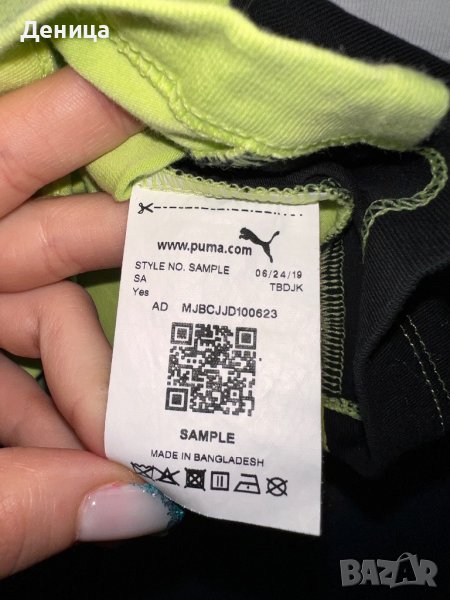 Деница
www.puma.com
STYLE NO. SAMPLE 06/24/19
SA TBDJK
Yes
AD MJBCJJD100623
SAMPLE
MADE IN BANGLADESH
BAZAR